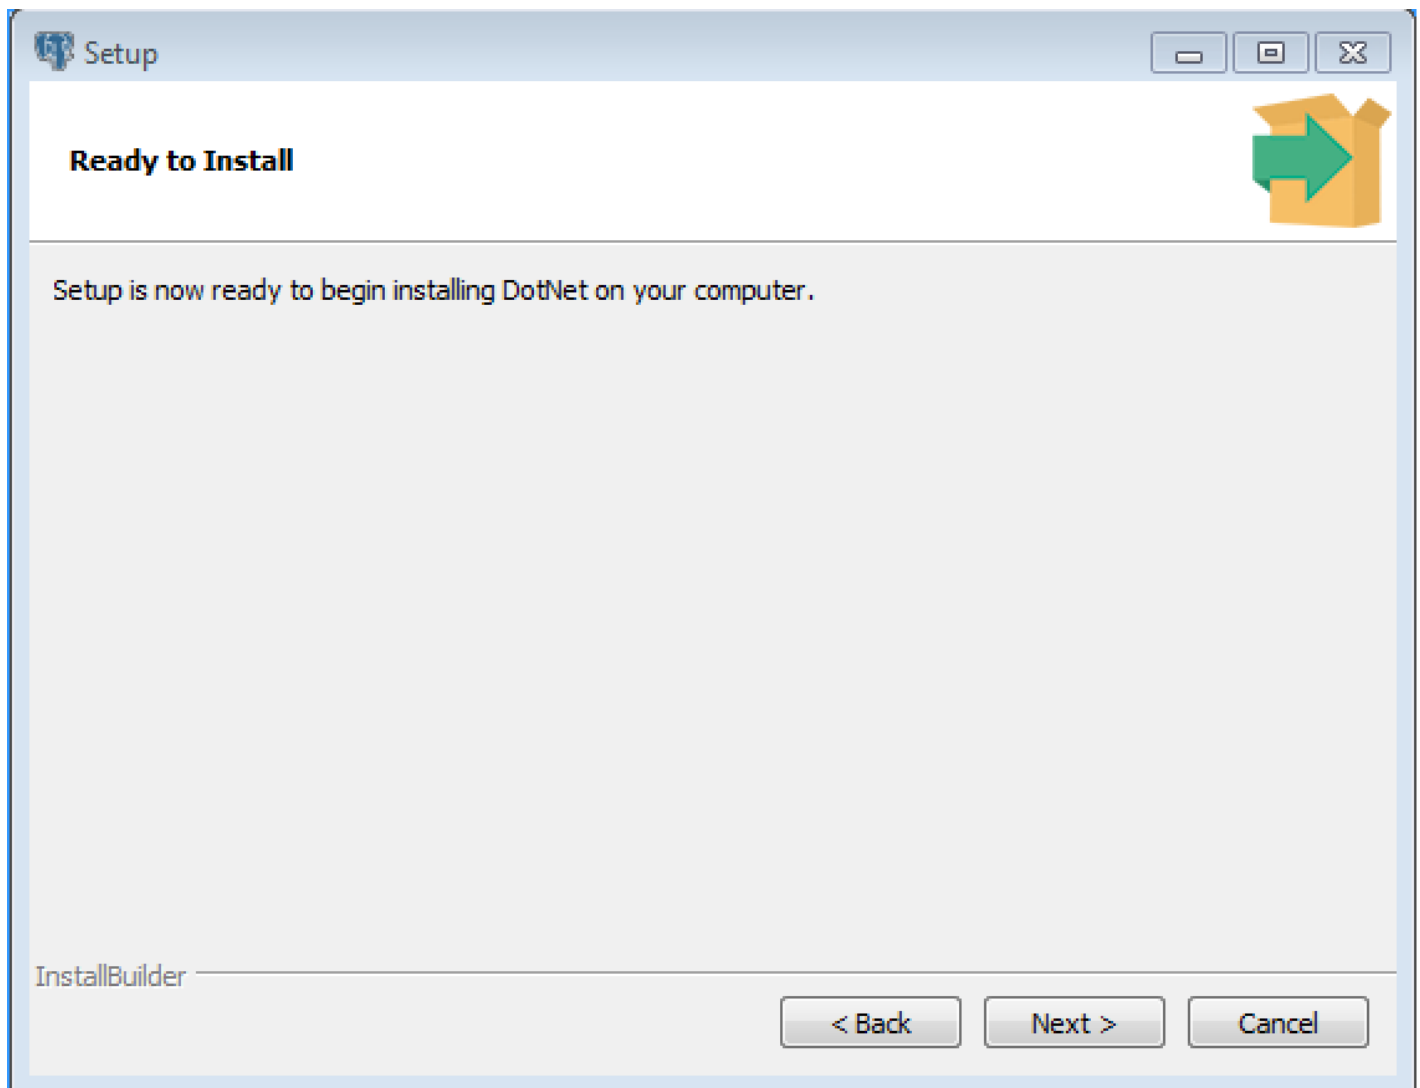 Setup
Ready to Install
Setup is now ready to begin installing DotNet on your computer.
InstallBuilder
< Back
Next >
Cancel